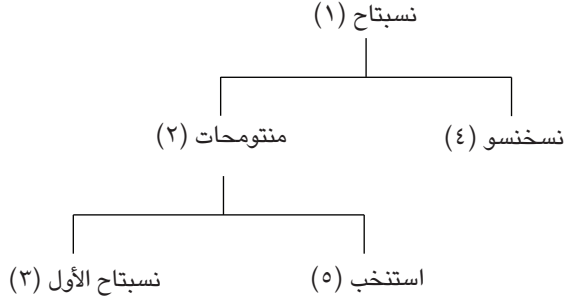 نسبتاح (١)
نسخنسو (٤)
منتومحات (٢)
استنخب (٥)
نسبتاح الأول (٣)